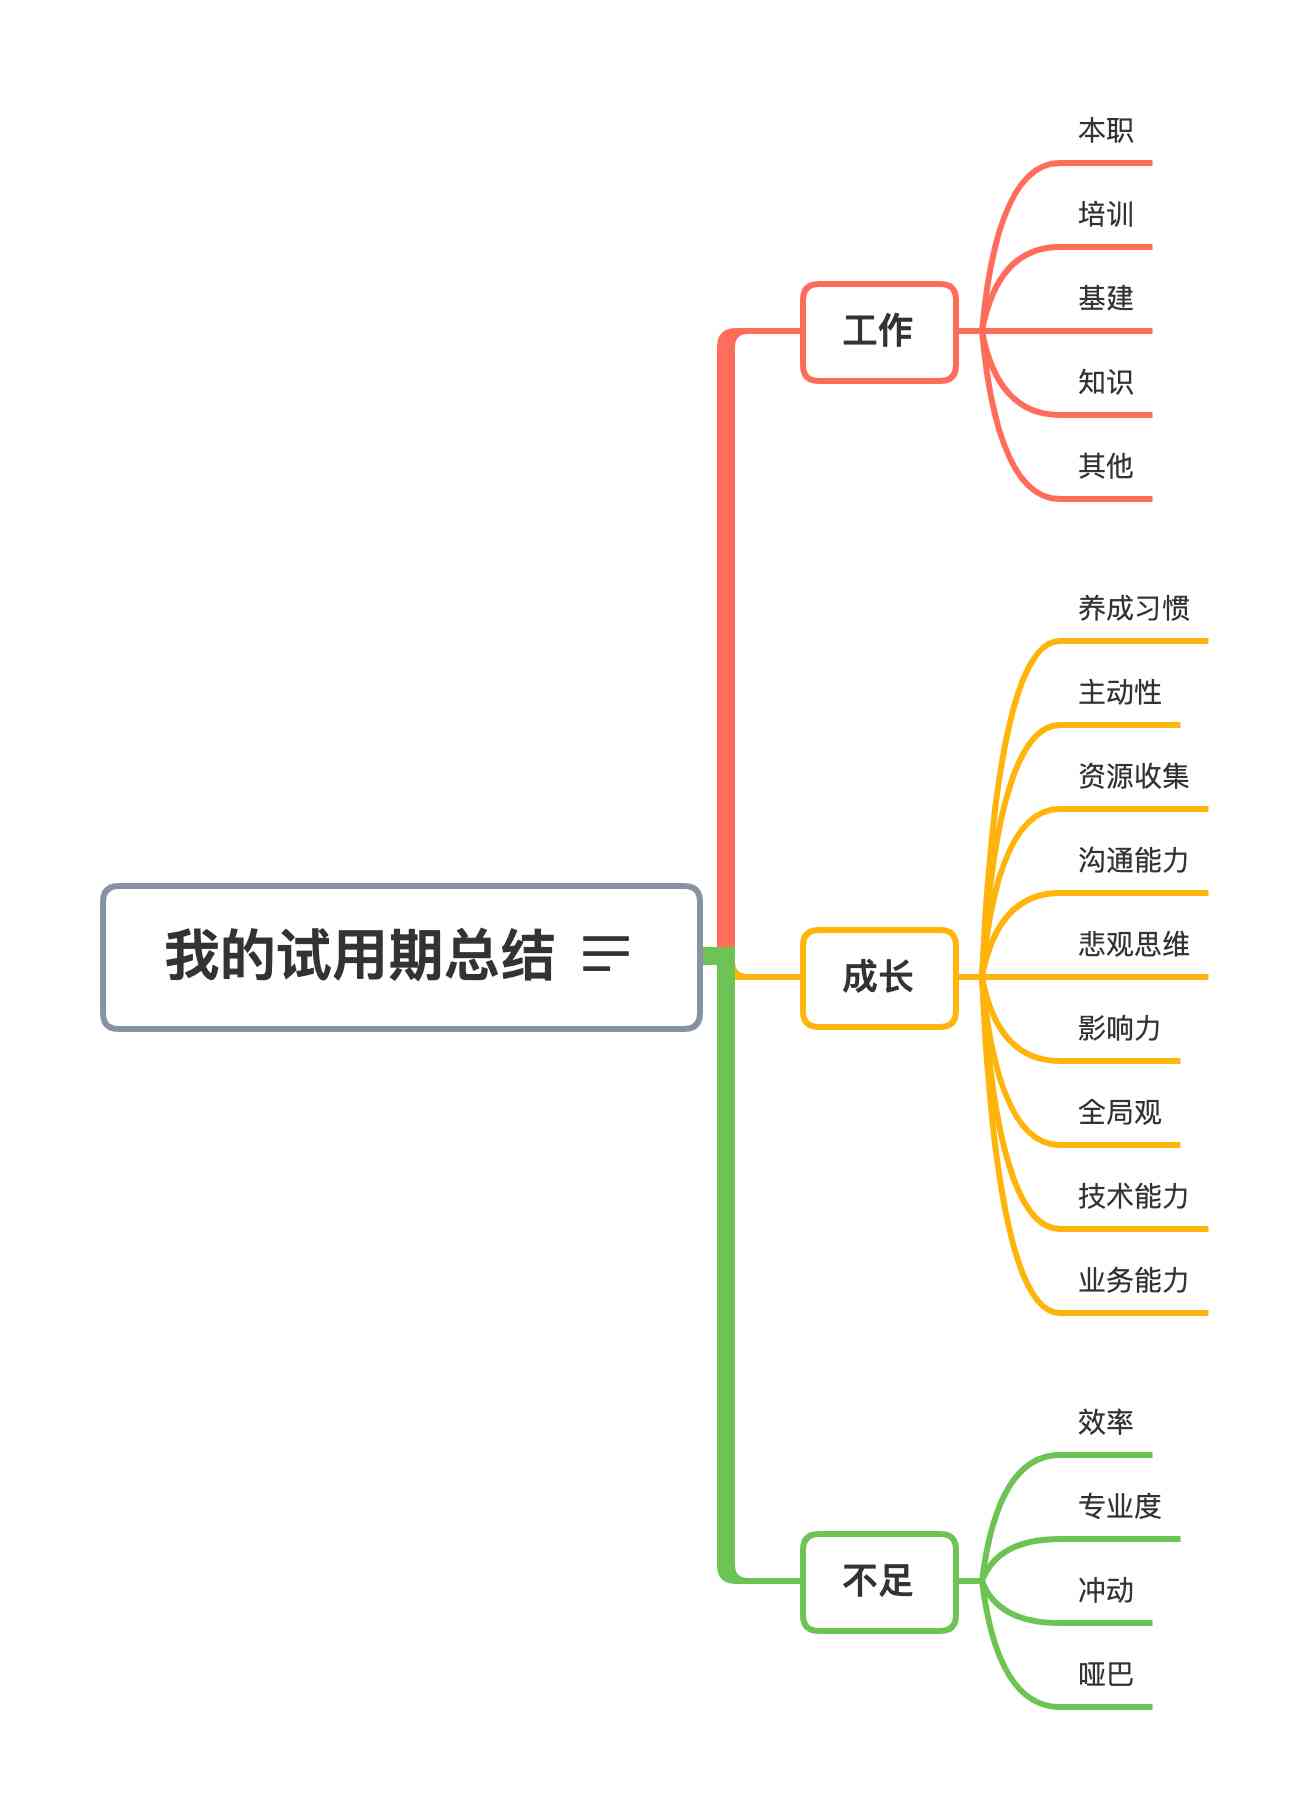 我的试用期总结
工作
本职
培训
基建
知识
其他
成长
养成习惯
主动性
资源收集
沟通能力
悲观思维
影响力
全局观
技术能力
业务能力
不足
效率
专业度
冲动
哑巴